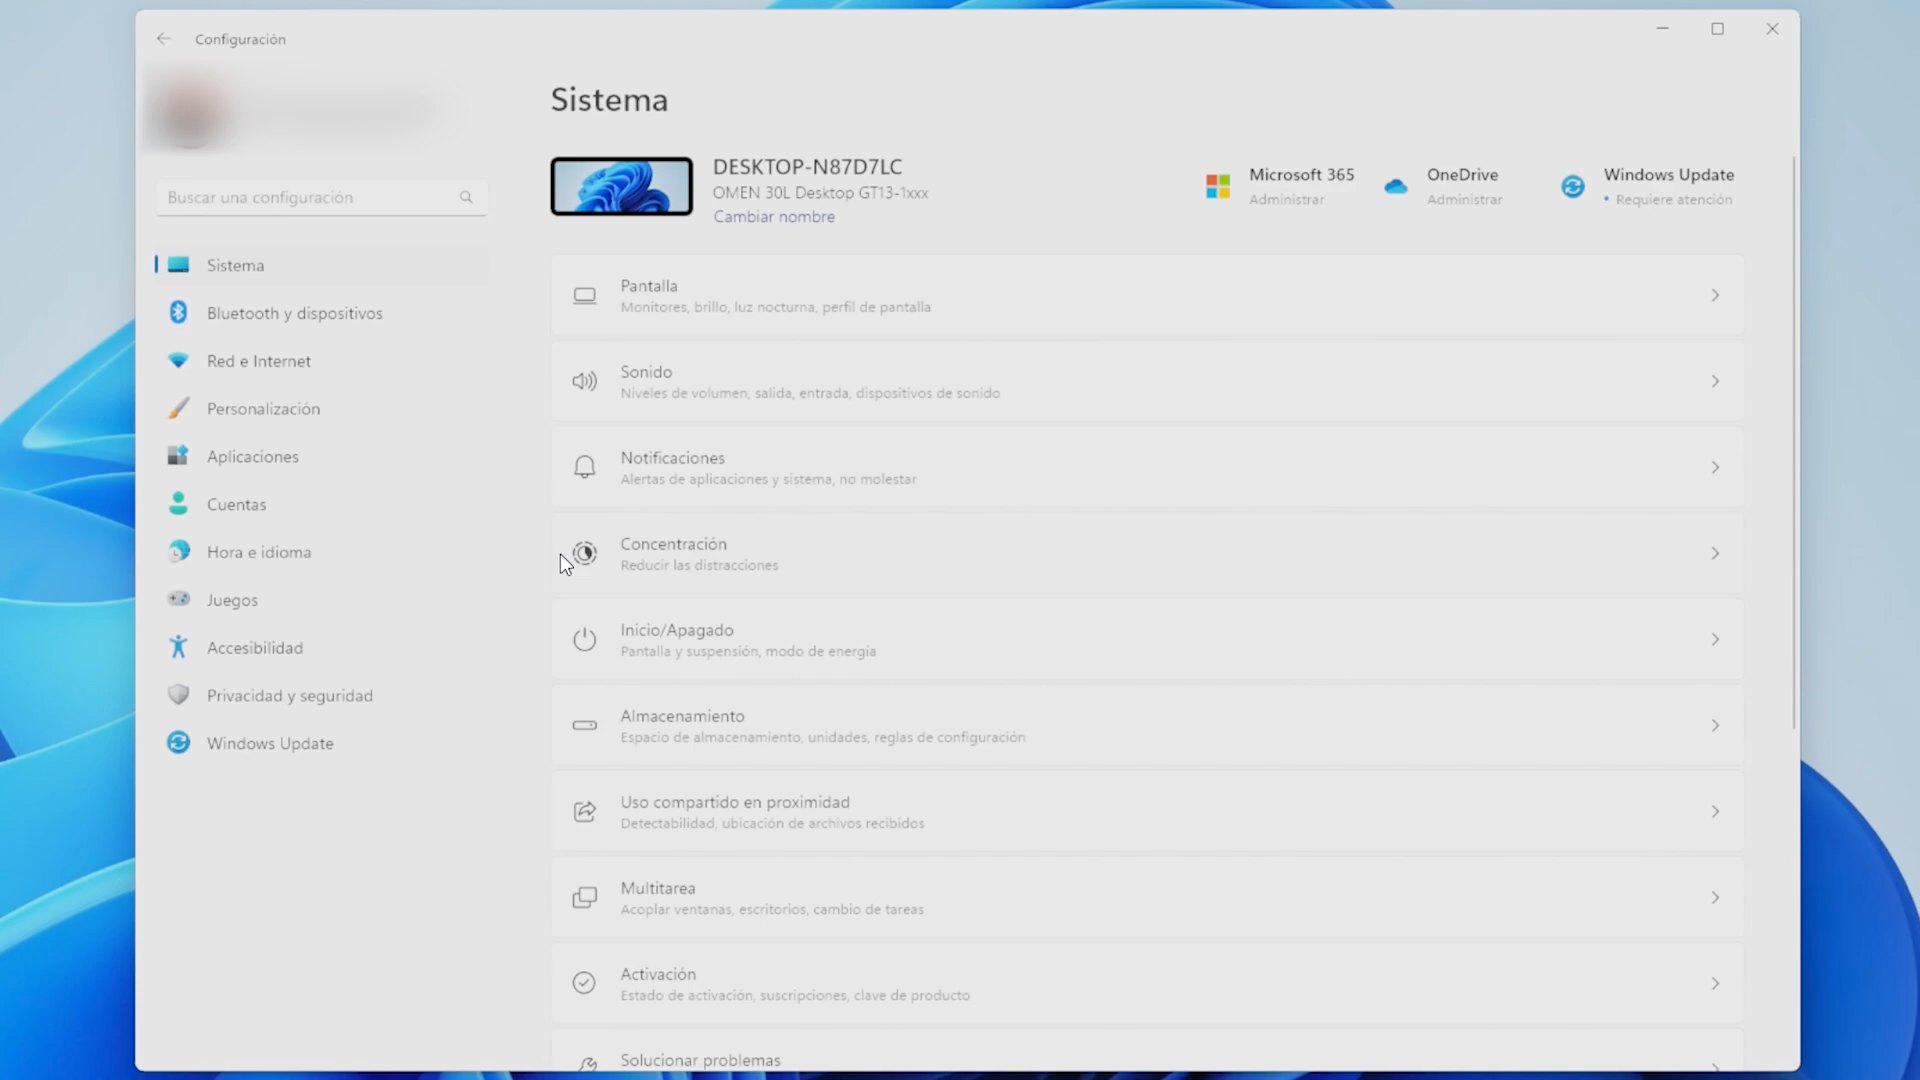 Configuración
Sistema
DESKTOP-N87D7LC
OMEN 30L Desktop GT13-1xxx
Cambiar nombre
Microsoft 365
Administrar
OneDrive
Administrar
Windows Update
• Requiere atención
Buscar una configuración
Sistema
Bluetooth y dispositivos
Red e Internet
Personalización
Aplicaciones
Cuentas
Hora e idioma
Juegos
Accesibilidad
Privacidad y seguridad
Windows Update
Pantalla
Monitores, brillo, luz nocturna, perfil de pantalla
Sonido
Niveles de volumen, salida, entrada, dispositivos de sonido
Notificaciones
Alertas de aplicaciones y sistema, no molestar
Concentración
Reducir las distracciones
Inicio/Apagado
Pantalla y suspensión, modo de energía
Almacenamiento
Espacio de almacenamiento, unidades, reglas de configuración
Uso compartido en proximidad
Detectabilidad, ubicación de archivos recibidos
Multitarea
Acoplar ventanas, escritorios, cambio de tareas
Activación
Estado de activación, suscripciones, clave de producto
Solucionar problemas